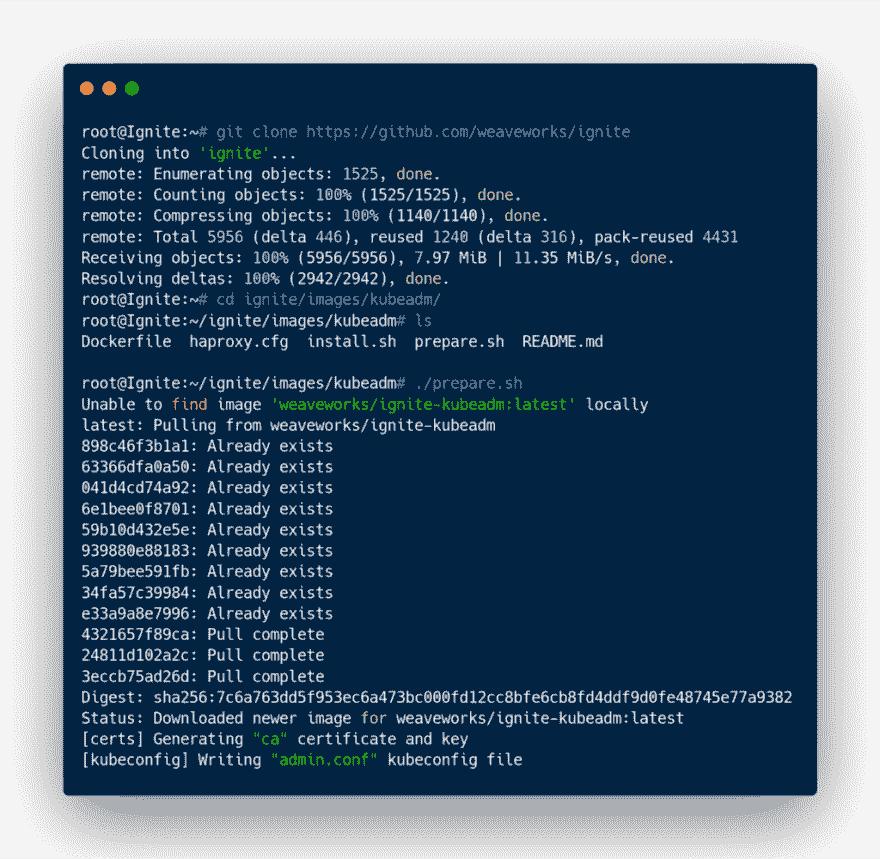 root@Ignite:~# git clone https://github.com/weaveworks/ignite
Cloning into 'ignite'...
remote: Enumerating objects: 1525, done.
remote: Counting objects: 100% (1525/1525), done.
remote: Compressing objects: 100% (1140/1140), done.
remote: Total 5956 (delta 446), reused 1240 (delta 316), pack-reused 4431
Receiving objects: 100% (5956/5956), 7.97 MiB | 11.35 MiB/s, done.
Resolving deltas: 100% (2942/2942), done.
root@Ignite:~# cd ignite/images/kubeadm/
root@Ignite:~/ignite/images/kubeadm# ls
Dockerfile  haproxy.cfg  install.sh  prepare.sh  README.md
root@Ignite:~/ignite/images/kubeadm# ./prepare.sh
Unable to find image 'weaveworks/ignite-kubeadm:latest' locally
latest: Pulling from weaveworks/ignite-kubeadm
898c46f3b1a1: Already exists
63366dfa0a50: Already exists
041d4cd74a92: Already exists
6e1bee0f8701: Already exists
59b10d432e5e: Already exists
939880e88183: Already exists
5a79bee591fb: Already exists
34fa57c39984: Already exists
e33a9a8e7996: Already exists
4321657f89ca: Pull complete
24811d102a2c: Pull complete
3eccb75ad26d: Pull complete
Digest: sha256:7c6a763dd5f953ec6a473bc000fd12cc8bfe6cb8fd4ddf9d0fe48745e77a9382
Status: Downloaded newer image for weaveworks/ignite-kubeadm:latest
[certs] Generating "ca" certificate and key
[kubeconfig] Writing "admin.conf" kubeconfig file